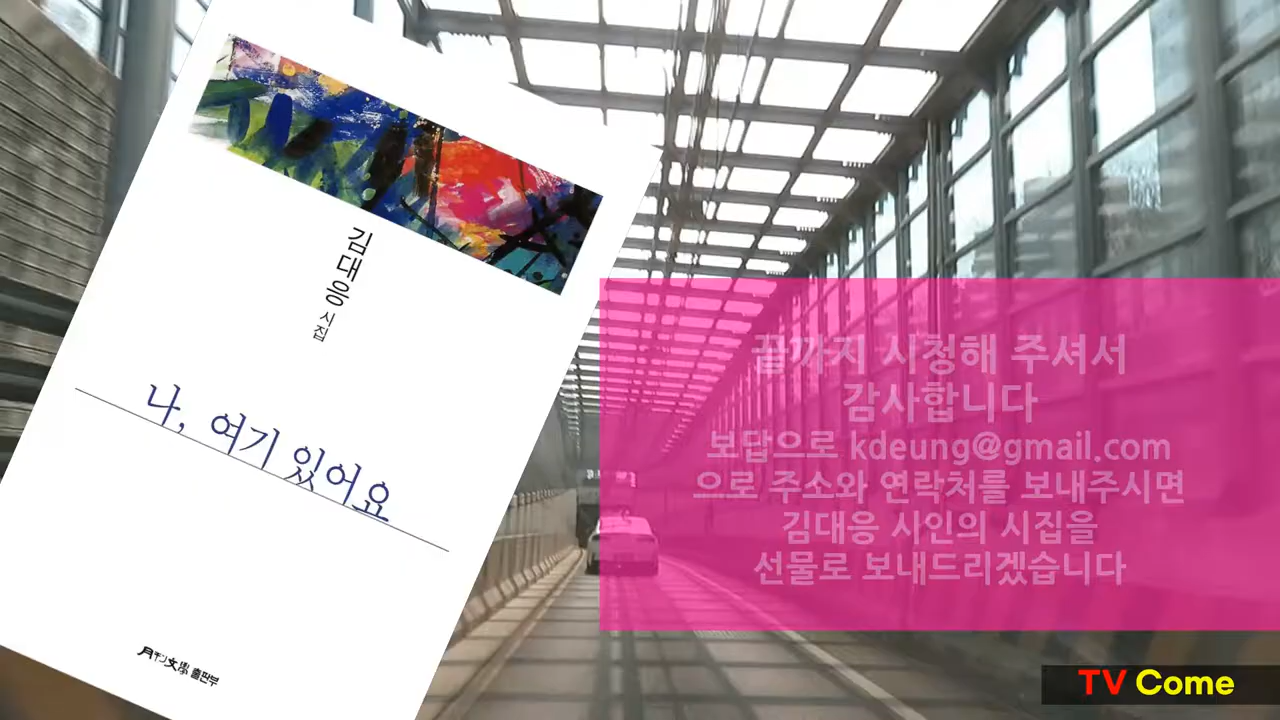 김대응 시집
나, 여기 있어요
月刊文學 출판부
끝까지 시청해 주셔서
감사합니다
보답으로 kdeung@gmail.com
으로 주소와 연락처를 보내주시면
김대응 사인의 시집을
선물로 보내드리겠습니다
TV Come